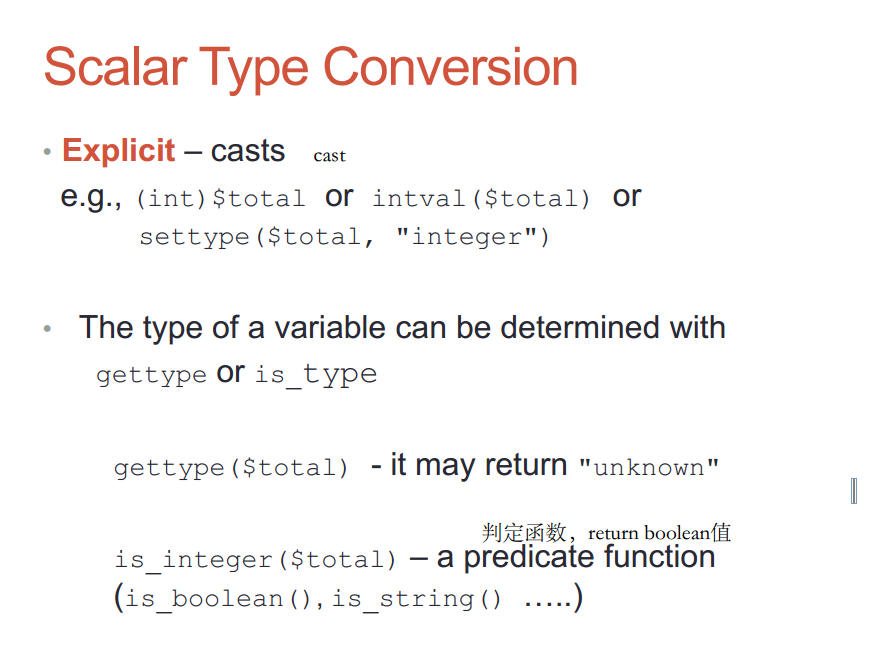 Scalar Type Conversion
• Explicit – casts cast
e.g., (int)$total or intval($total) or
settype($total, "integer")
• The type of a variable can be determined with
gettype or is_type
gettype($total) - it may return "unknown"
判定函数，return boolean值
is_integer($total) – a predicate function
(is_boolean(), is_string() …..)